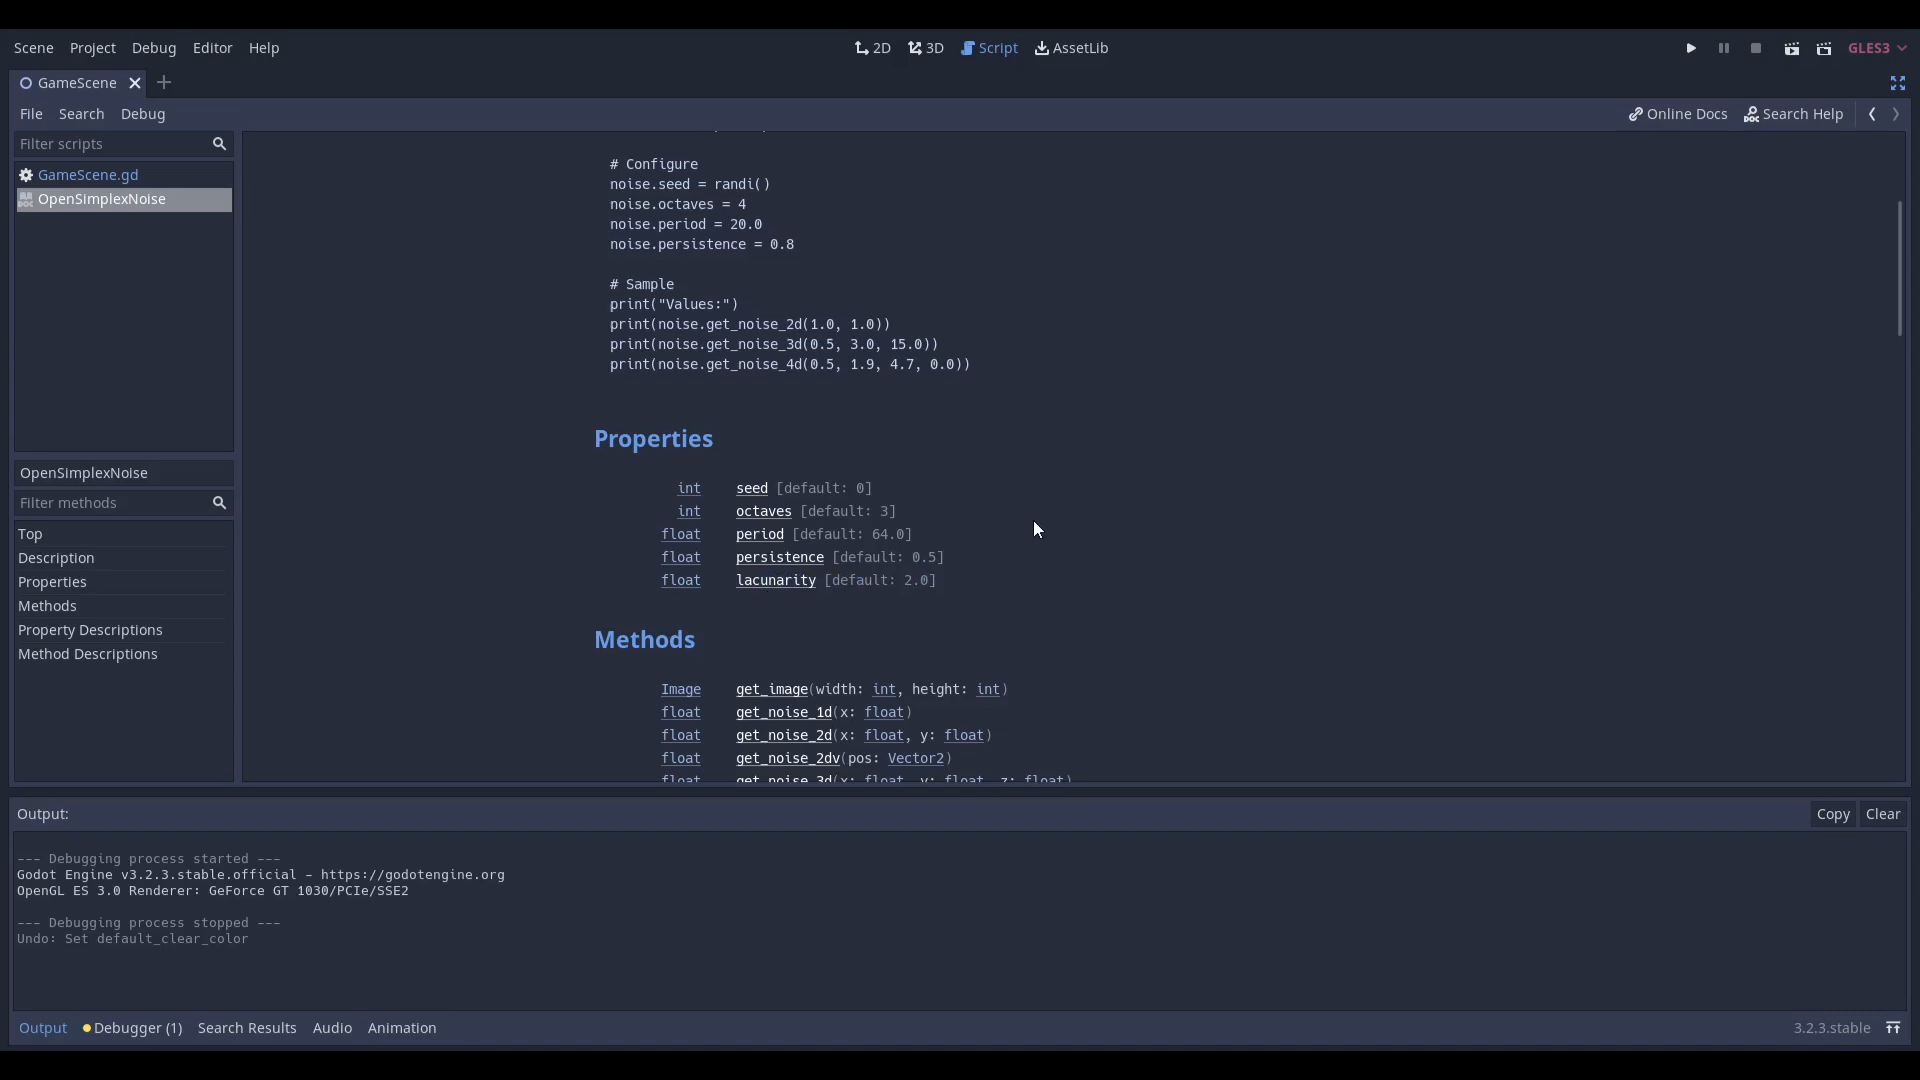 Scene Project Debug Editor Help
2D 3D Script AssetLib
GLES3
GameScene
File Search Debug
Online Docs Search Help
Filter scripts
GameScene.gd
OpenSimplexNoise
OpenSimplexNoise
Filter methods
Top
Description
Properties
Methods
Property Descriptions
Method Descriptions
# Configure
noise.seed = randi()
noise.octaves = 4
noise.period = 20.0
noise.persistence = 0.8
# Sample
print("Values:")
print(noise.get_noise_2d(1.0, 1.0))
print(noise.get_noise_3d(0.5, 3.0, 15.0))
print(noise.get_noise_4d(0.5, 1.9, 4.7, 0.0))
Properties
int seed [default: 0]
int octaves [default: 3]
float period [default: 64.0]
float persistence [default: 0.5]
float lacunarity [default: 2.0]
Methods
Image get_image(width: int, height: int)
float get_noise_1d(x: float)
float get_noise_2d(x: float, y: float)
float get_noise_2dv(pos: Vector2)
float get_noise_3d(x: float, y: float, z: float)
Output:
Copy Clear
--- Debugging process started ---
Godot Engine v3.2.3.stable.official - https://godotengine.org
OpenGL ES 3.0 Renderer: GeForce GT 1030/PCIe/SSE2
--- Debugging process stopped ---
Undo: Set default_clear_color
Output Debugger (1) Search Results Audio Animation
3.2.3.stable